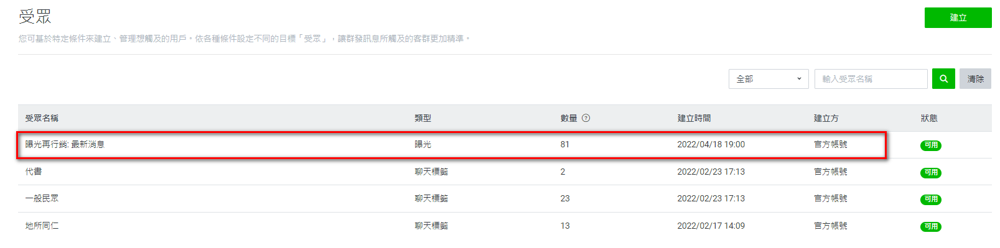 受眾
建立
您可基於特定條件來建立、管理想觸及的用戶。依各種條件設定不同的目標「受眾」，讓群發訊息所觸及的客群更加精準。
全部 輸入受眾名稱 清除
受眾名稱 類型 數量 ? 建立時間 建立方 狀態
曝光再行銷: 最新消息 曝光 81 2022/04/18 19:00 官方帳號 可用
代書 聊天標籤 2 2022/02/23 17:13 官方帳號 可用
一般民眾 聊天標籤 23 2022/02/23 17:13 官方帳號 可用
地所同仁 聊天標籤 13 2022/02/17 14:09 官方帳號 可用